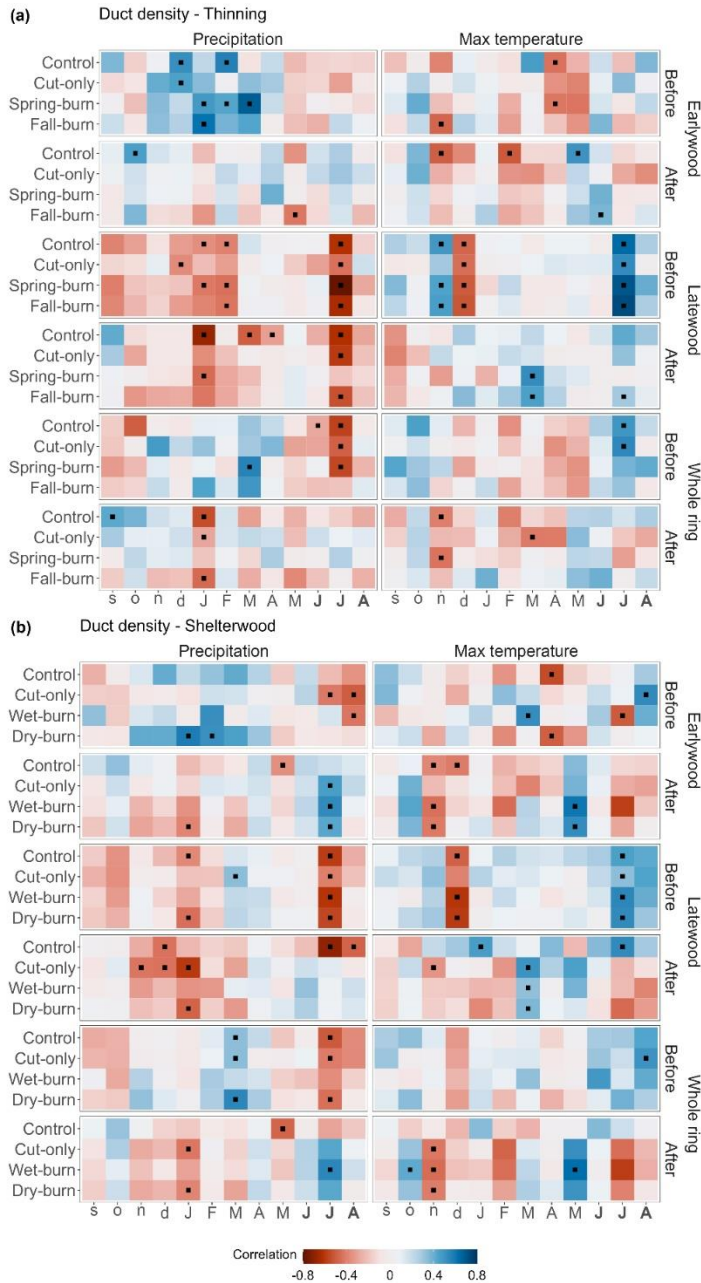 (a) Duct density - Thinning
Precipitation Max temperature
Control
Cut-only
Spring-burn
Fall-burn
Before
Control
Cut-only
Spring-burn
Fall-burn
After
Earlywood
Control
Cut-only
Spring-burn
Fall-burn
Before
Control
Cut-only
Spring-burn
Fall-burn
After
Latewood
Control
Cut-only
Spring-burn
Fall-burn
Before
Control
Cut-only
Spring-burn
Fall-burn
After
Whole ring
s o n d J F M A M J J A s o n d J F M A M J J A
(b) Duct density - Shelterwood
Precipitation Max temperature
Control
Cut-only
Wet-burn
Dry-burn
Before
Control
Cut-only
Wet-burn
Dry-burn
After
Earlywood
Control
Cut-only
Wet-burn
Dry-burn
Before
Control
Cut-only
Wet-burn
Dry-burn
After
Latewood
Control
Cut-only
Wet-burn
Dry-burn
Before
Control
Cut-only
Wet-burn
Dry-burn
After
Whole ring
s o n d J F M A M J J A s o n d J F M A M J J A
Correlation
-0.8 -0.4 0.0 0.4 0.8